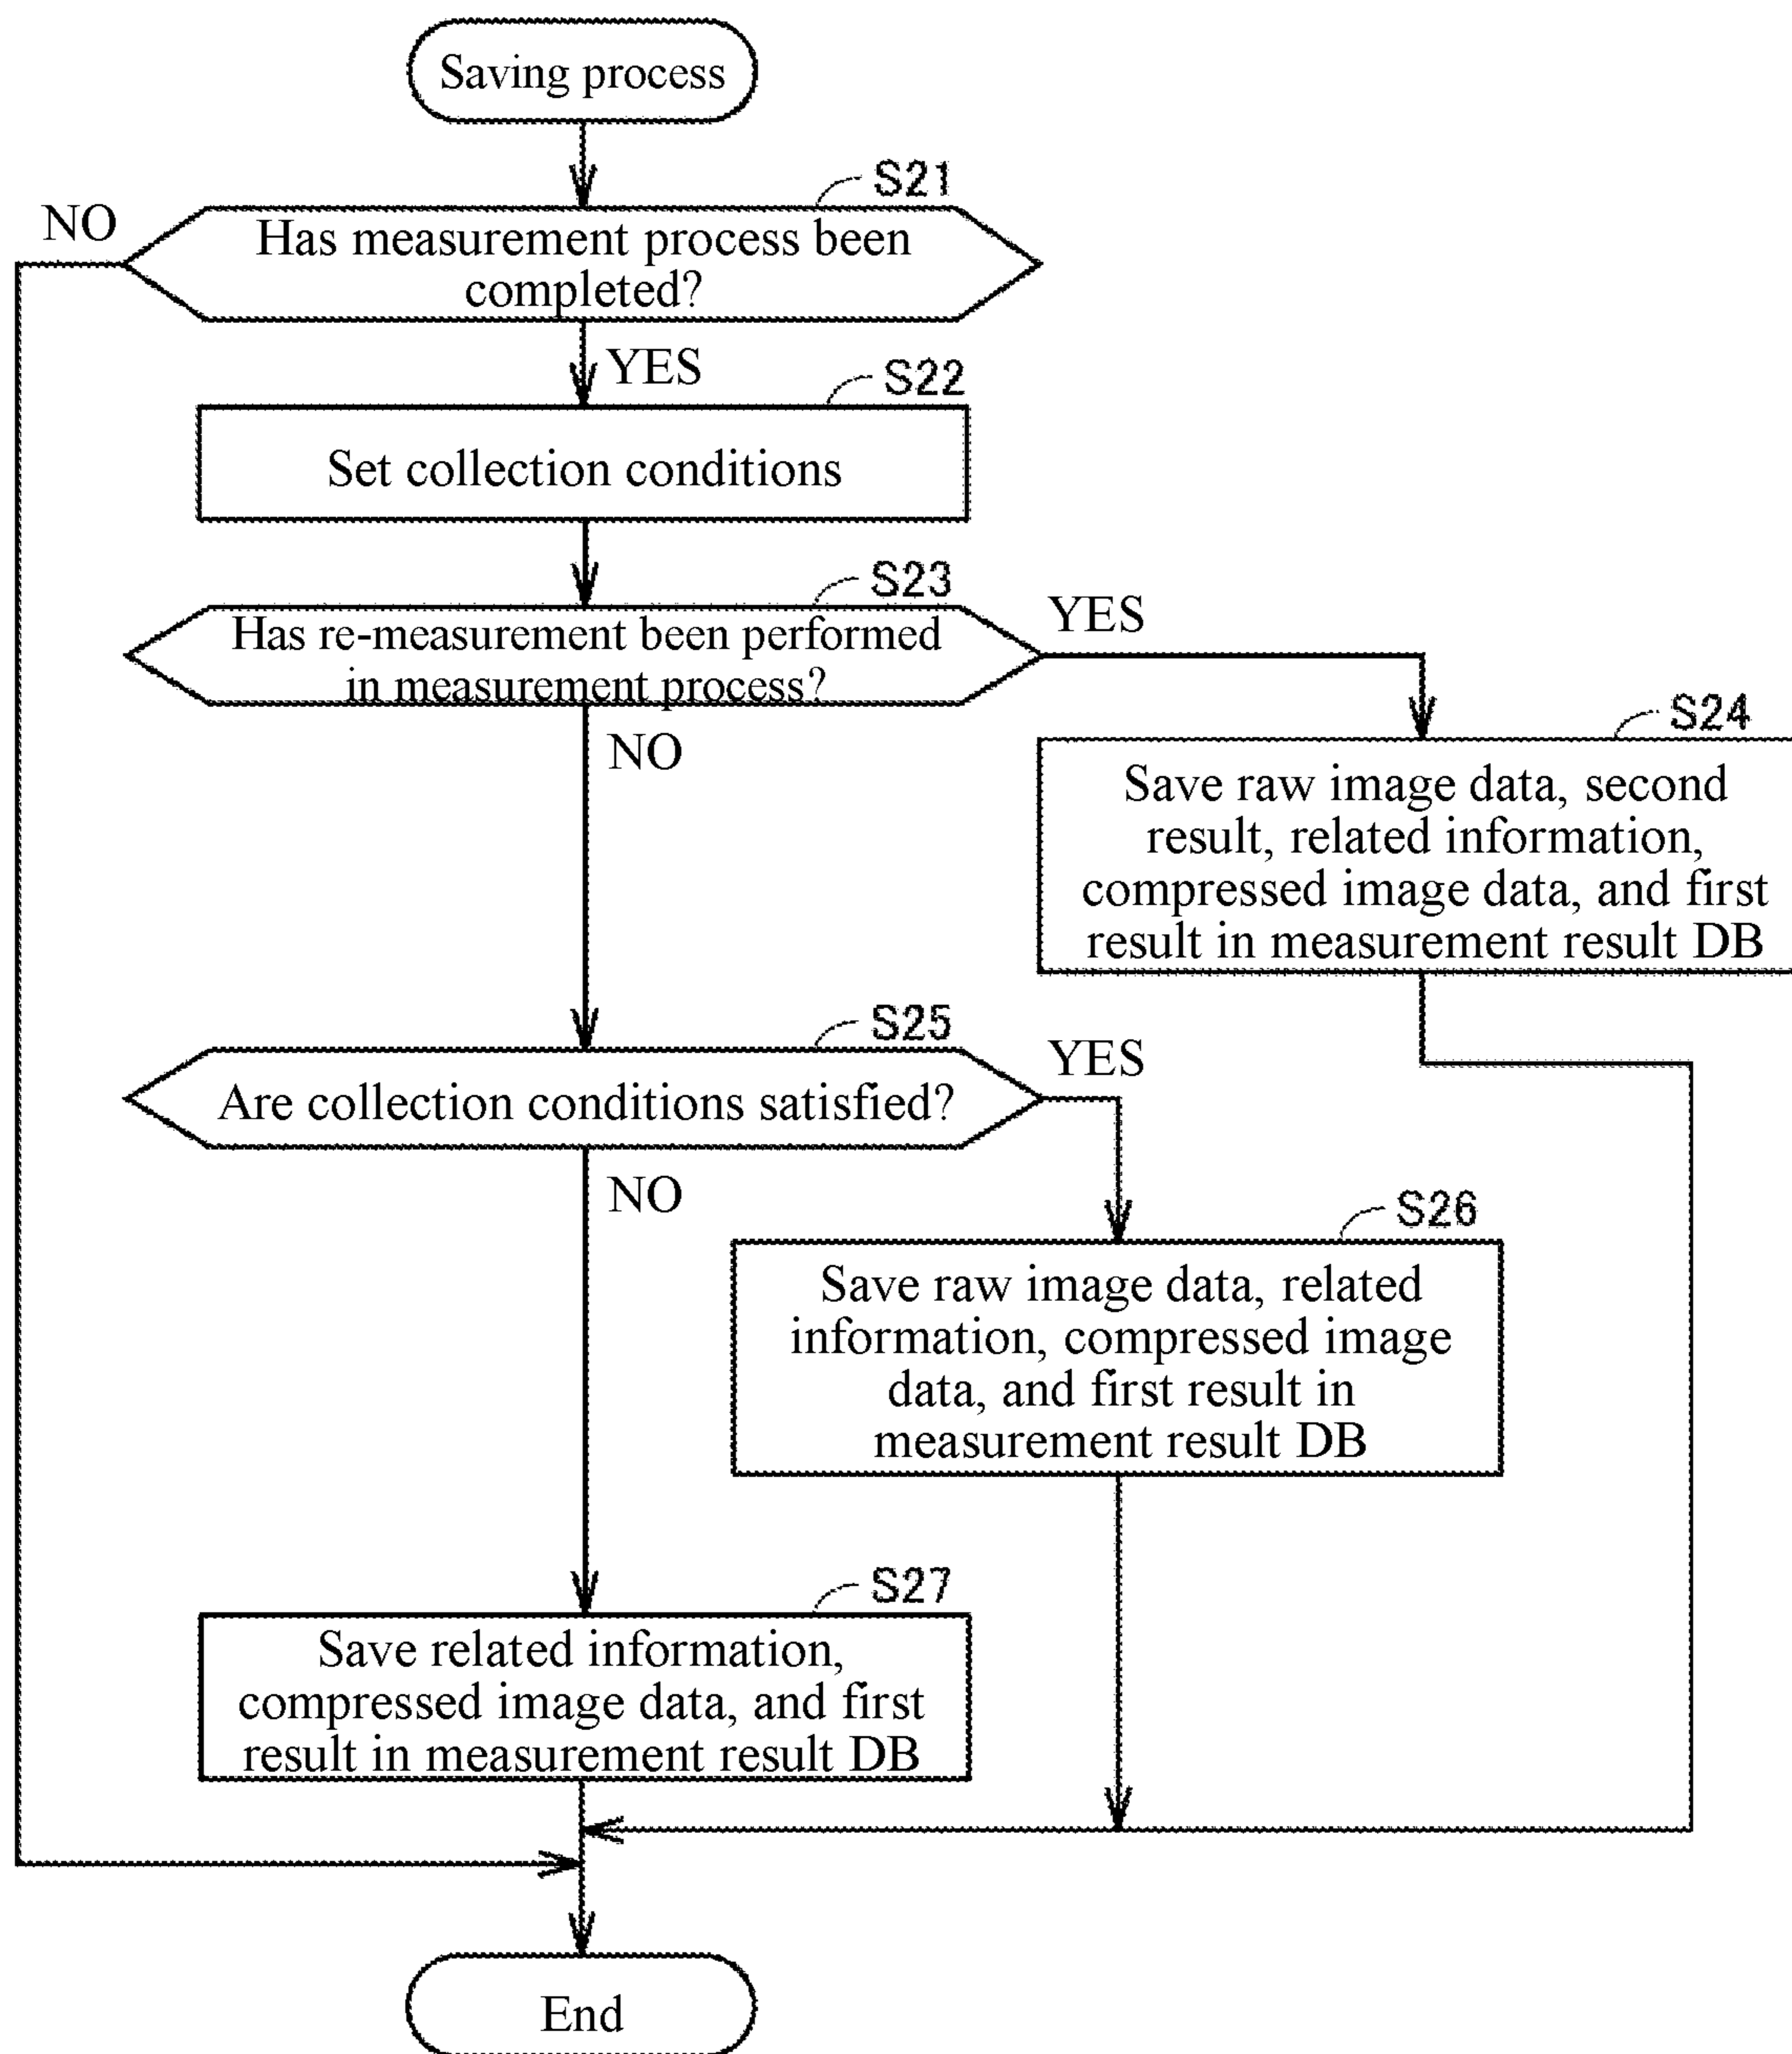 Saving process
S21
NO
Has measurement process been
completed?
YES
S22
Set collection conditions
S23
Has re-measurement been performed
in measurement process?
YES
NO
S24
Save raw image data, second
result, related information,
compressed image data, and first
result in measurement result DB
S25
Are collection conditions satisfied?
YES
NO
S26
Save raw image data, related
information, compressed image
data, and first result in
measurement result DB
S27
Save related information,
compressed image data, and first
result in measurement result DB
End